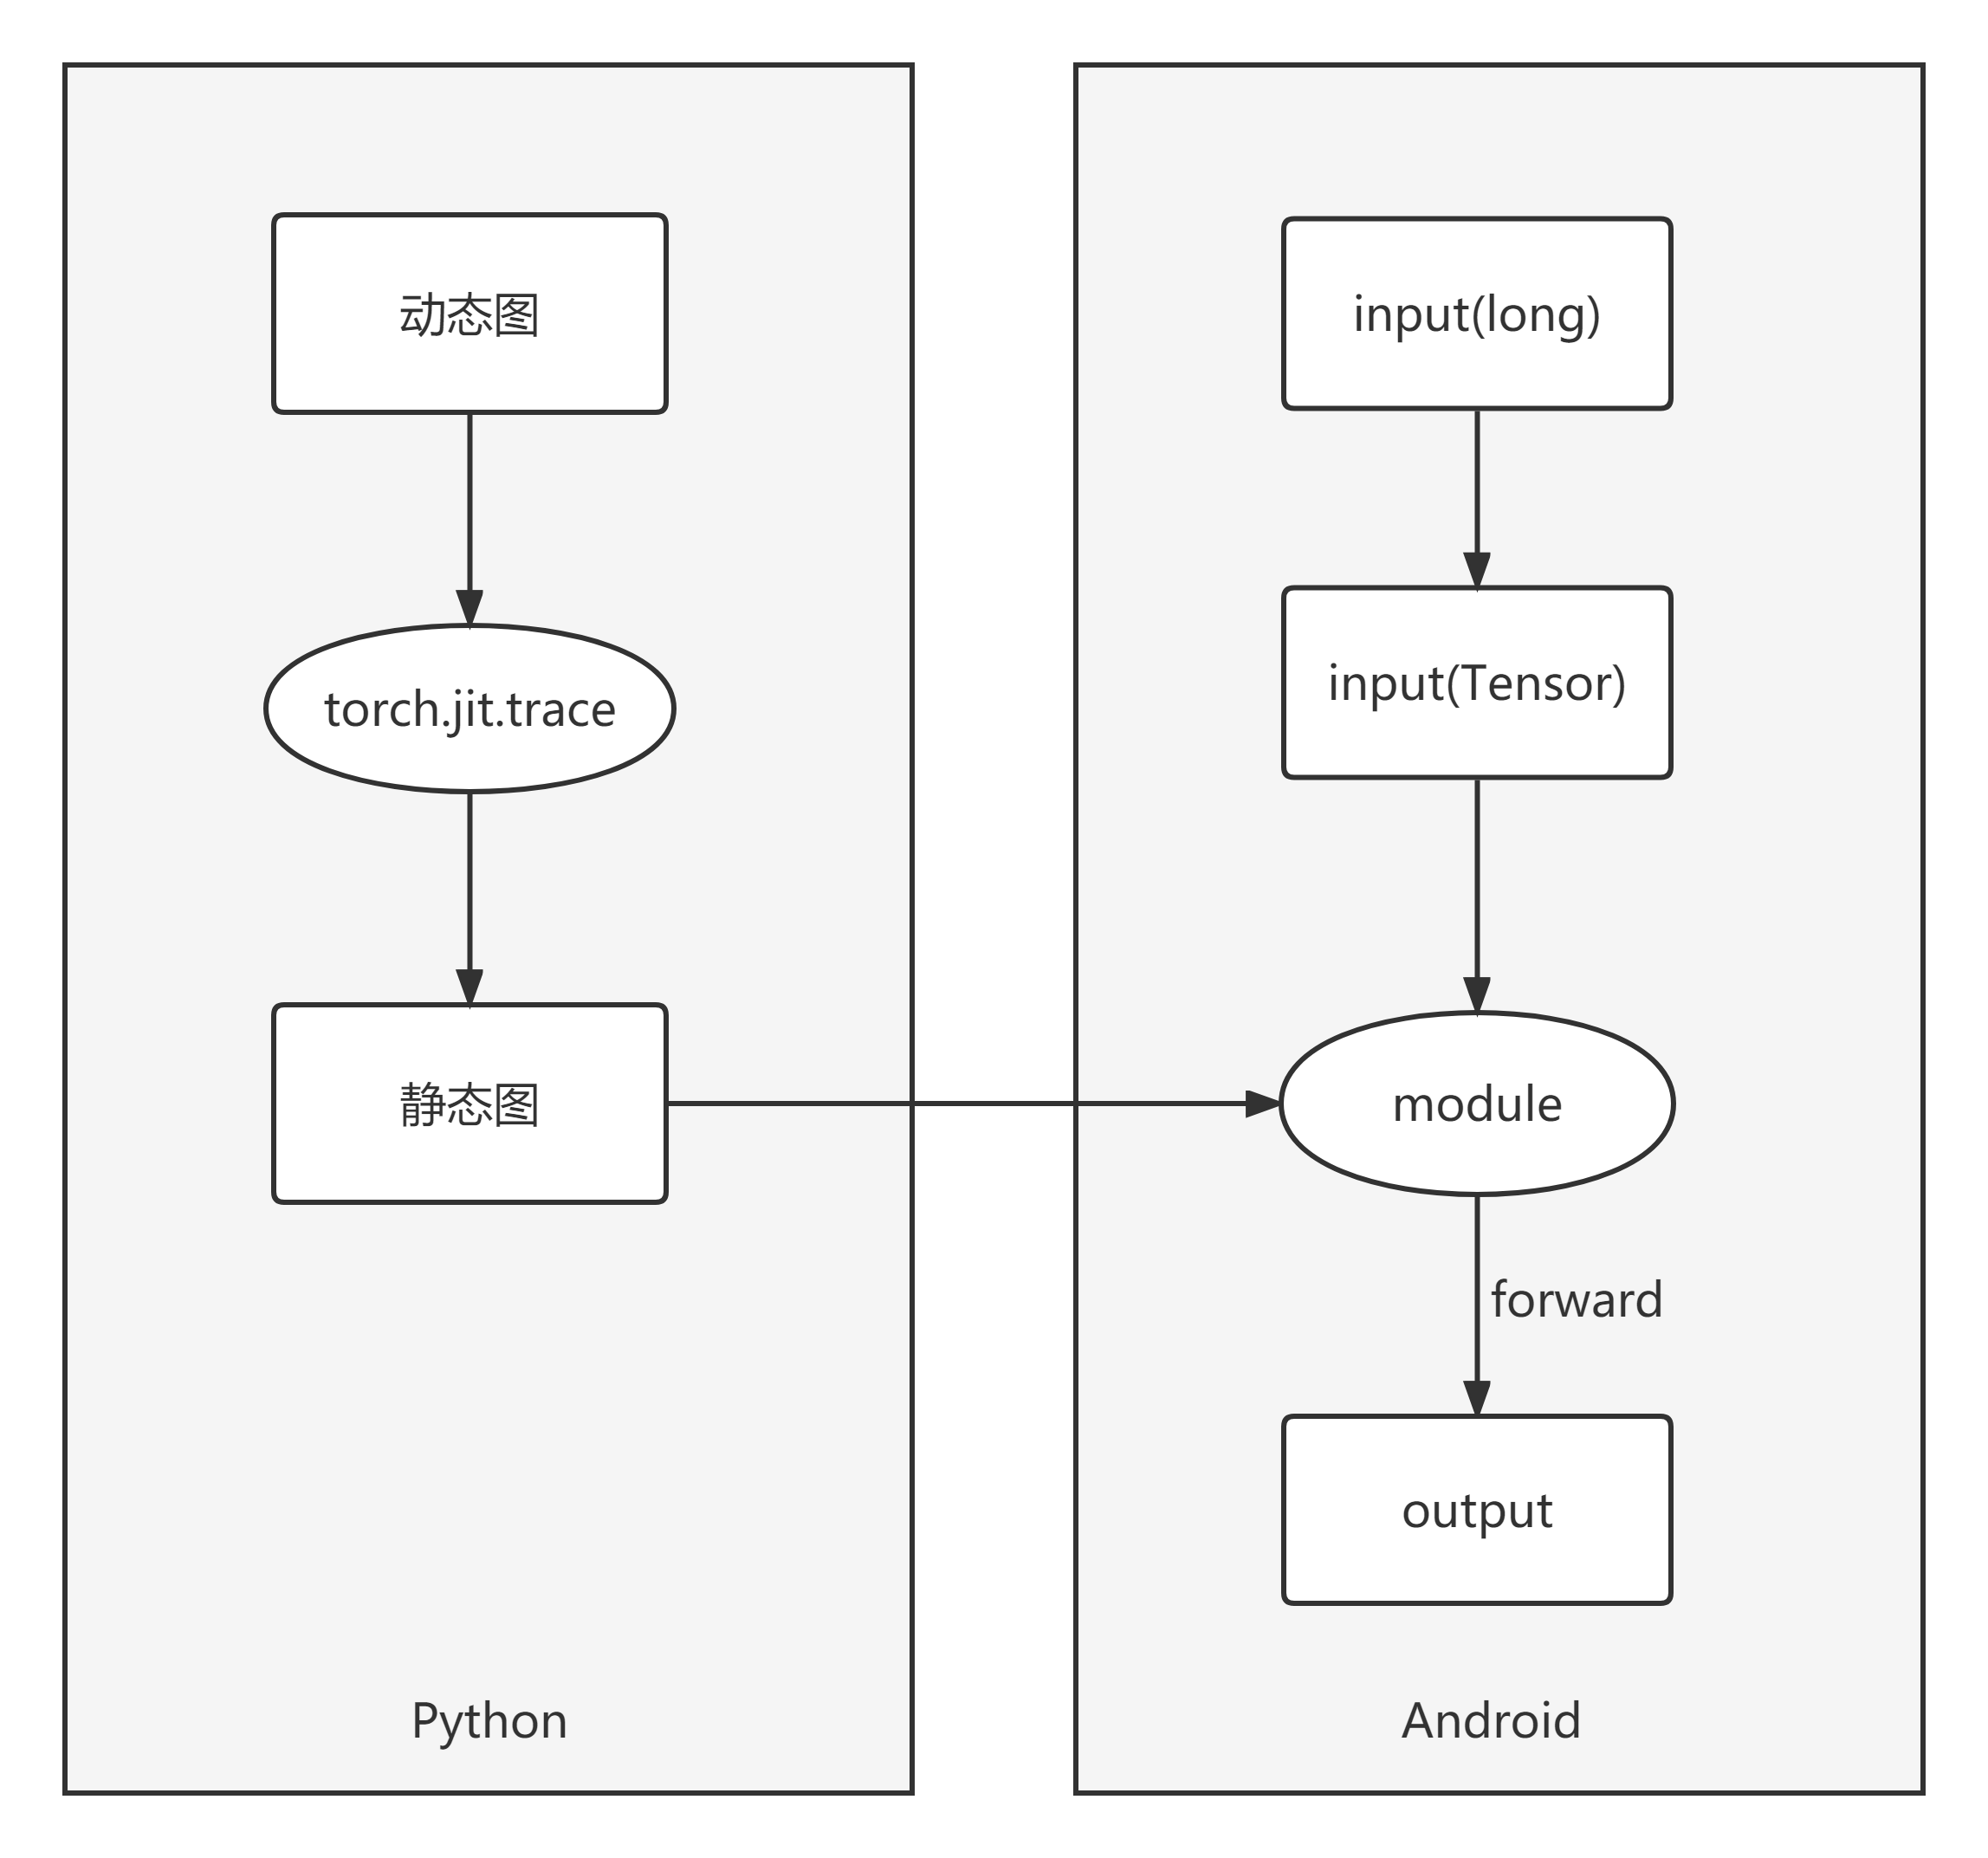 动态图
torch.jit.trace
静态图
Python
input(long)
input(Tensor)
module
forward
output
Android